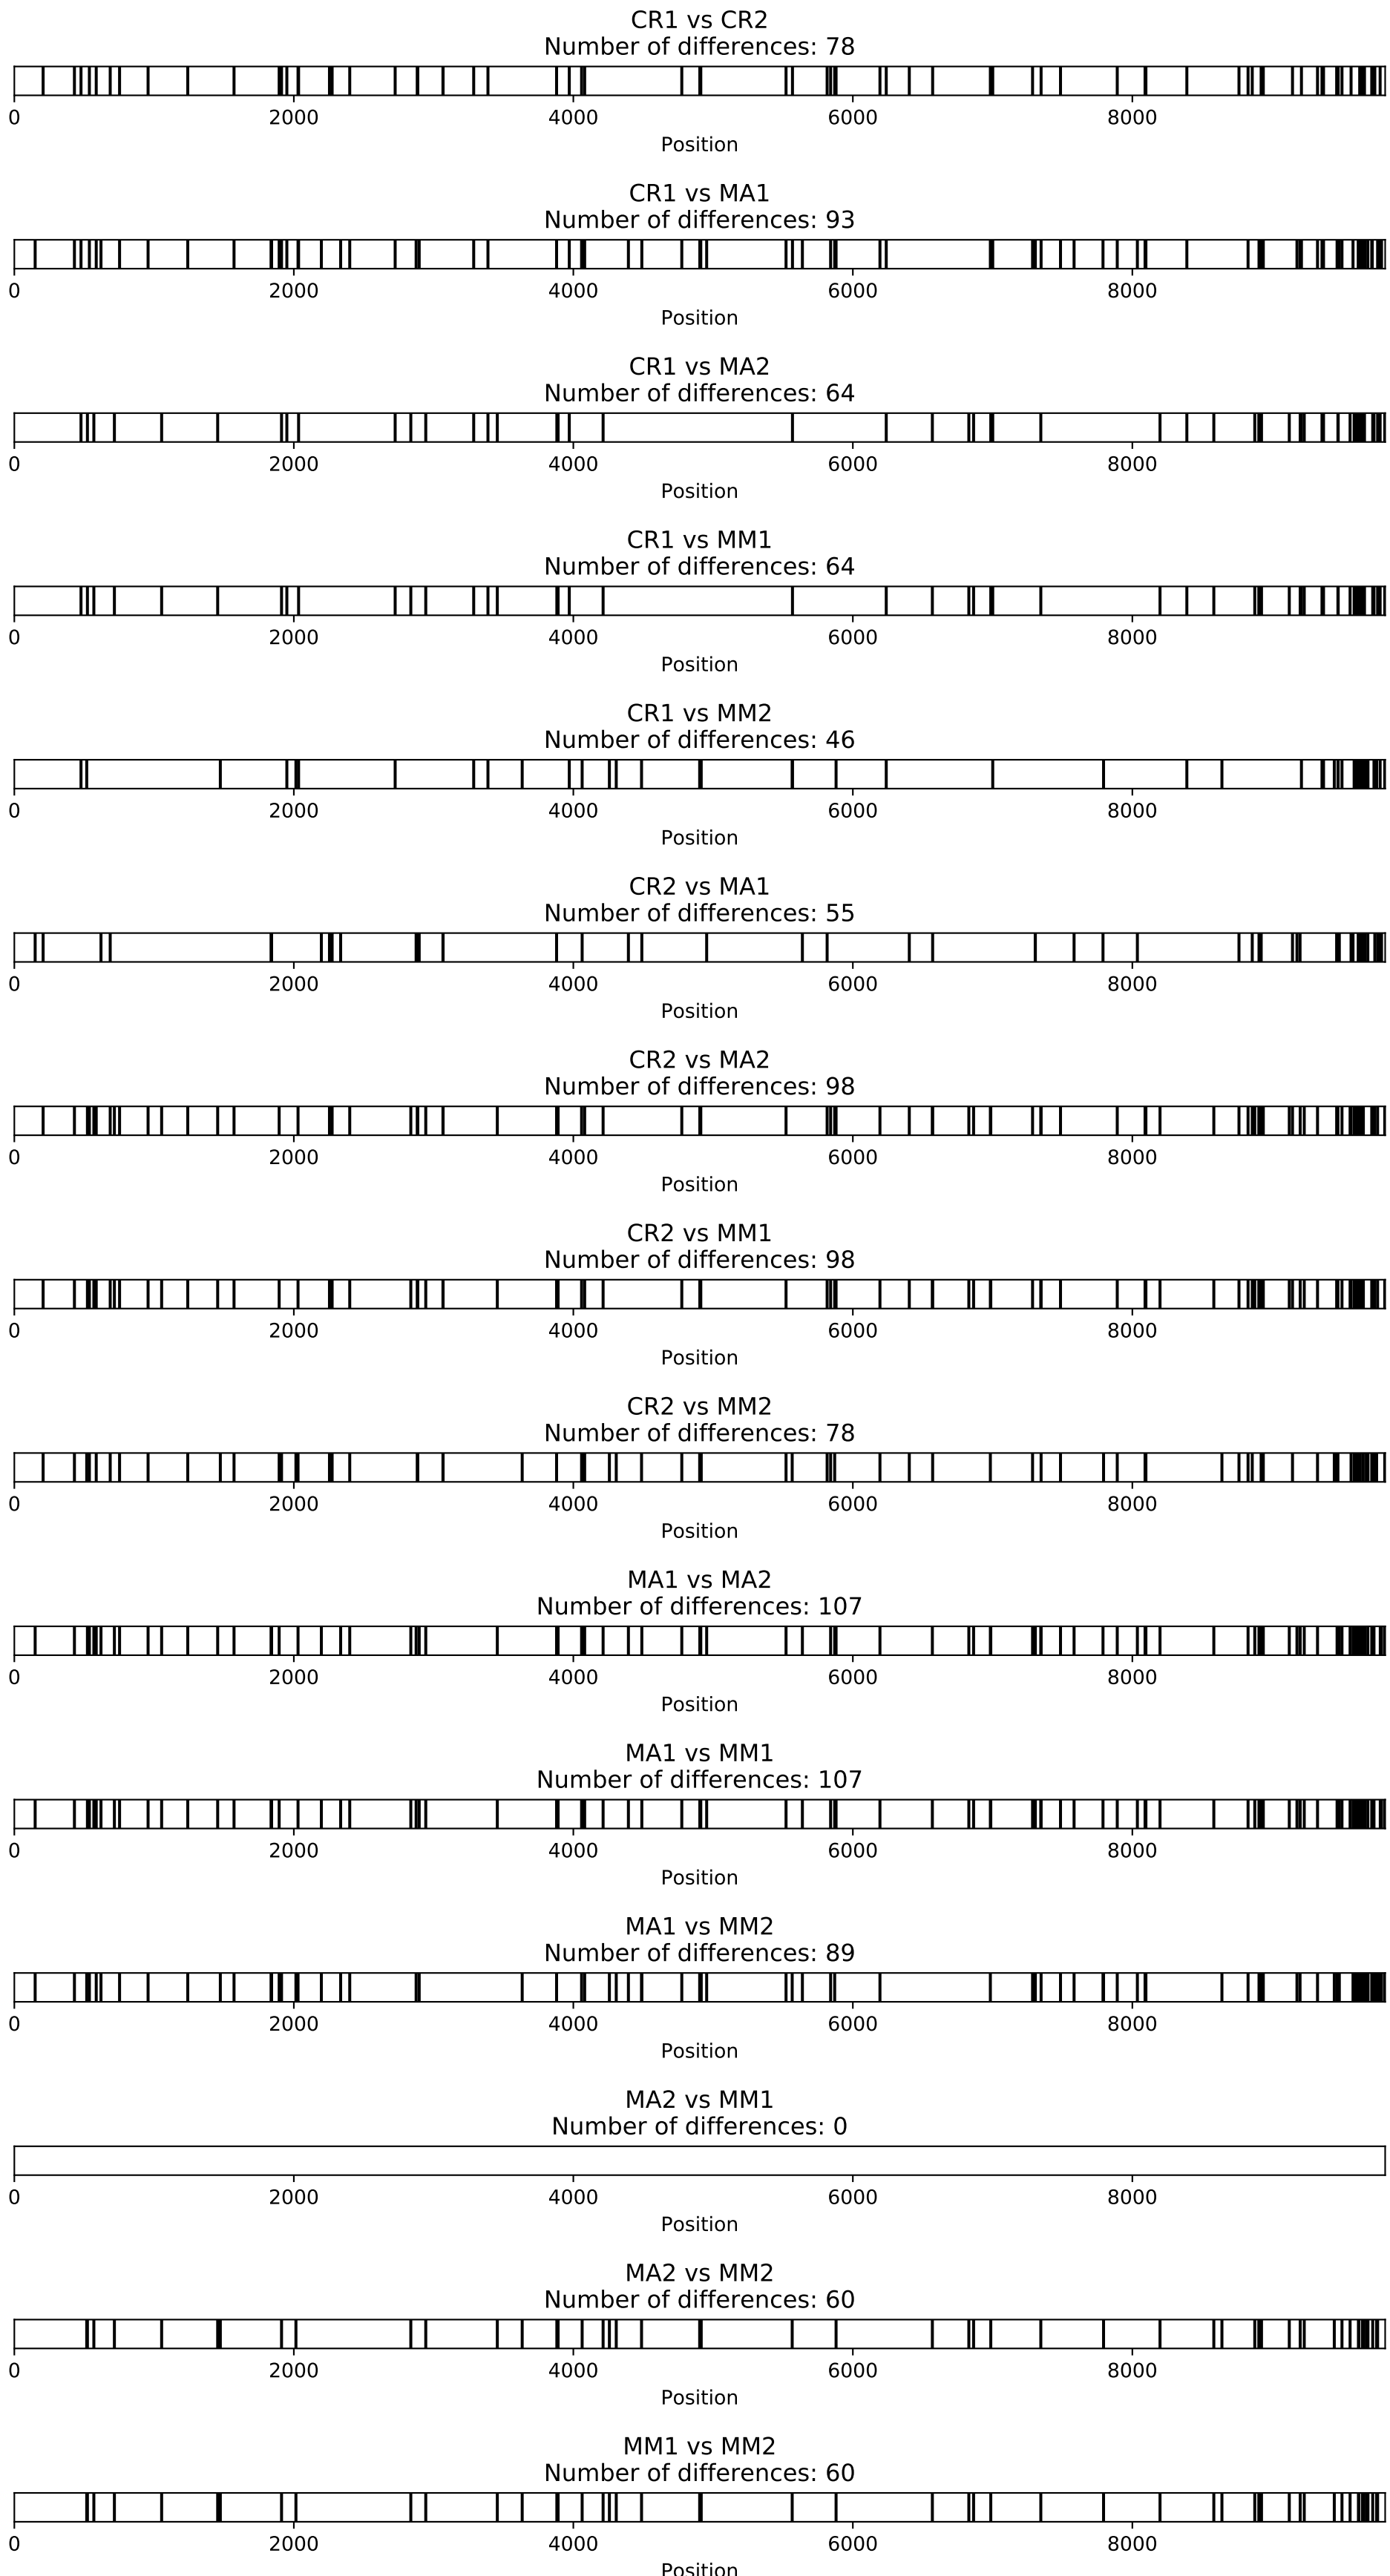 CR1 vs CR2
Number of differences: 78
0 2000 4000 6000 8000
Position
CR1 vs MA1
Number of differences: 93
0 2000 4000 6000 8000
Position
CR1 vs MA2
Number of differences: 64
0 2000 4000 6000 8000
Position
CR1 vs MM1
Number of differences: 64
0 2000 4000 6000 8000
Position
CR1 vs MM2
Number of differences: 46
0 2000 4000 6000 8000
Position
CR2 vs MA1
Number of differences: 55
0 2000 4000 6000 8000
Position
CR2 vs MA2
Number of differences: 98
0 2000 4000 6000 8000
Position
CR2 vs MM1
Number of differences: 98
0 2000 4000 6000 8000
Position
CR2 vs MM2
Number of differences: 78
0 2000 4000 6000 8000
Position
MA1 vs MA2
Number of differences: 107
0 2000 4000 6000 8000
Position
MA1 vs MM1
Number of differences: 107
0 2000 4000 6000 8000
Position
MA1 vs MM2
Number of differences: 89
0 2000 4000 6000 8000
Position
MA2 vs MM1
Number of differences: 0
0 2000 4000 6000 8000
Position
MA2 vs MM2
Number of differences: 60
0 2000 4000 6000 8000
Position
MM1 vs MM2
Number of differences: 60
0 2000 4000 6000 8000
Position